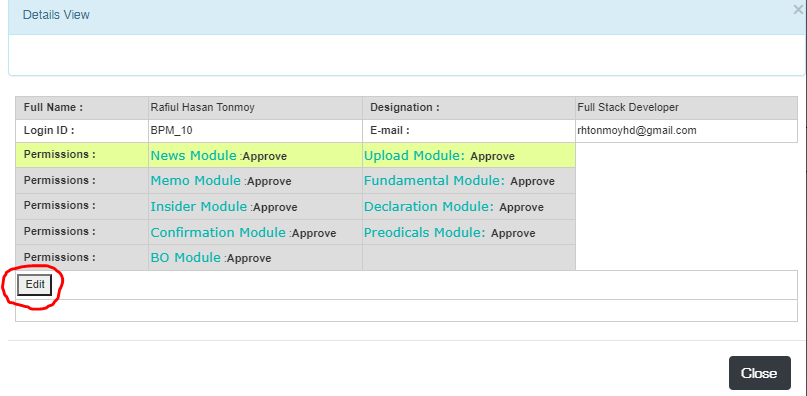 Details View
×
Full Name : Rafiul Hasan Tonmoy Designation : Full Stack Developer
Login ID : BPM_10 E-mail : rhtonmoyhd@gmail.com
Permissions : News Module :Approve Upload Module: Approve
Permissions : Memo Module :Approve Fundamental Module: Approve
Permissions : Insider Module :Approve Declaration Module: Approve
Permissions : Confirmation Module :Approve Preodicals Module: Approve
Permissions : BO Module :Approve
Edit
Close